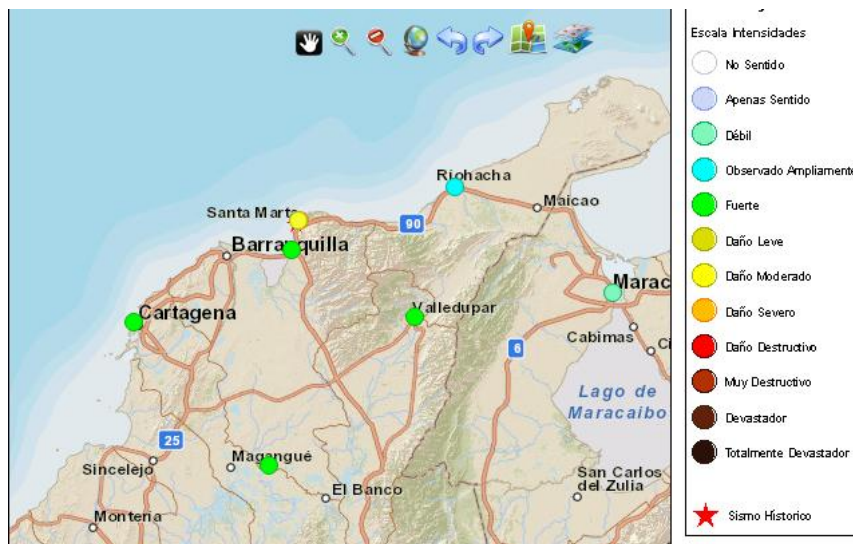 Riohacha
Maicao
Santa Marta
90
Barranquilla
Marac
Cartagena
Valledupar
Cabimas
6
Ci
Lago de
Maracaibo
25
Sincelejo
Magangué
El Banco
San Carlos
del Zulia
Montería
Escala Intensidades
No Sentido
Apenas Sentido
Débil
Observado Ampliamente
Fuerte
Daño Leve
Daño Moderado
Daño Severo
Daño Destructivo
Muy Destructivo
Devastador
Totalmente Devastador
Sismo Historico